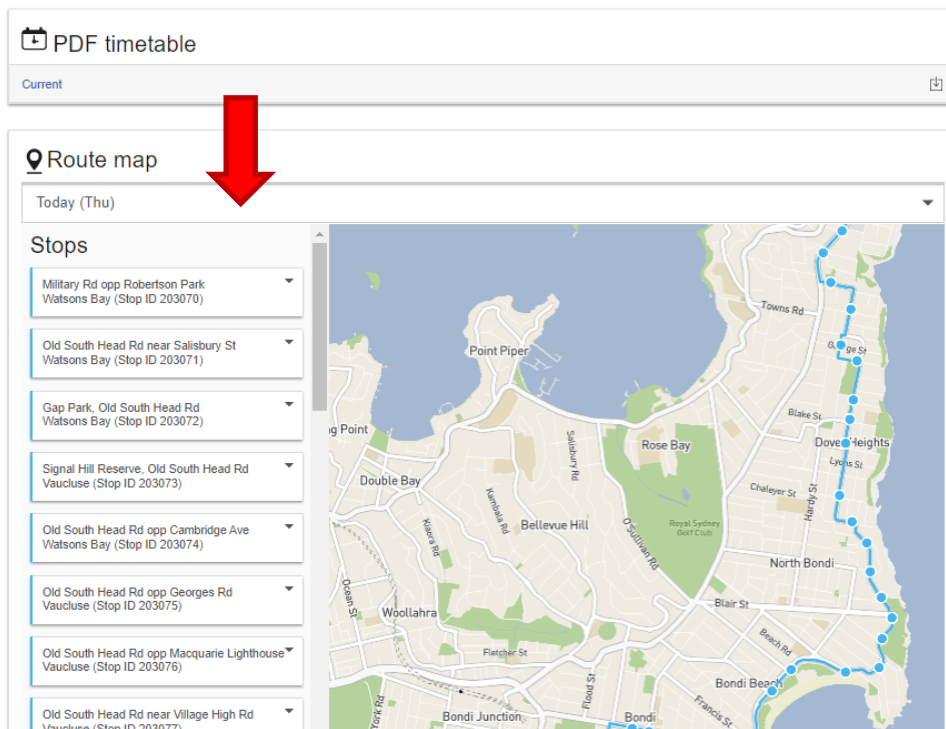 PDF timetable
Current
Route map
Today (Thu)
Stops
Military Rd opp Robertson Park
Watsons Bay (Stop ID 203070)
Old South Head Rd near Salisbury St
Watsons Bay (Stop ID 203071)
Gap Park, Old South Head Rd
Watsons Bay (Stop ID 203072)
Signal Hill Reserve, Old South Head Rd
Vaucluse (Stop ID 203073)
Old South Head Rd opp Cambridge Ave
Watsons Bay (Stop ID 203074)
Old South Head Rd opp Georges Rd
Vaucluse (Stop ID 203075)
Old South Head Rd opp Macquarie Lighthouse
Vaucluse (Stop ID 203076)
Old South Head Rd near Village High Rd
Vaucluse (Stop ID 203077)
Towns Rd
Point Piper
Blake St
g Point
Salisbury Rd
Rose Bay
Dover Heights
Lyons St
Double Bay
Chaleyer St
Hardy St
Kambala Rd
Kiaora Rd
Bellevue Hill
O'Sullivan Rd
Royal Sydney
Golf Club
North Bondi
Ocean St
Woollahra
Blair St
Fletcher St
Beach Rd
Flood St
Bondi Beach
York Rd
Bondi Junction
Bondi
Francis St